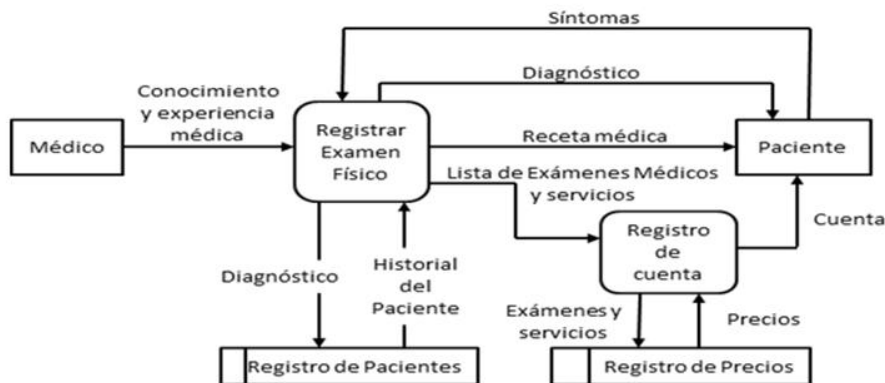 Síntomas
Diagnóstico
Conocimiento
y experiencia
médica
Médico
Registrar
Examen
Físico
Receta médica
Paciente
Lista de Exámenes Médicos
y servicios
Registro
de
cuenta
Cuenta
Diagnóstico
Historial
del
Paciente
Exámenes y
servicios
Precios
Registro de Pacientes
Registro de Precios